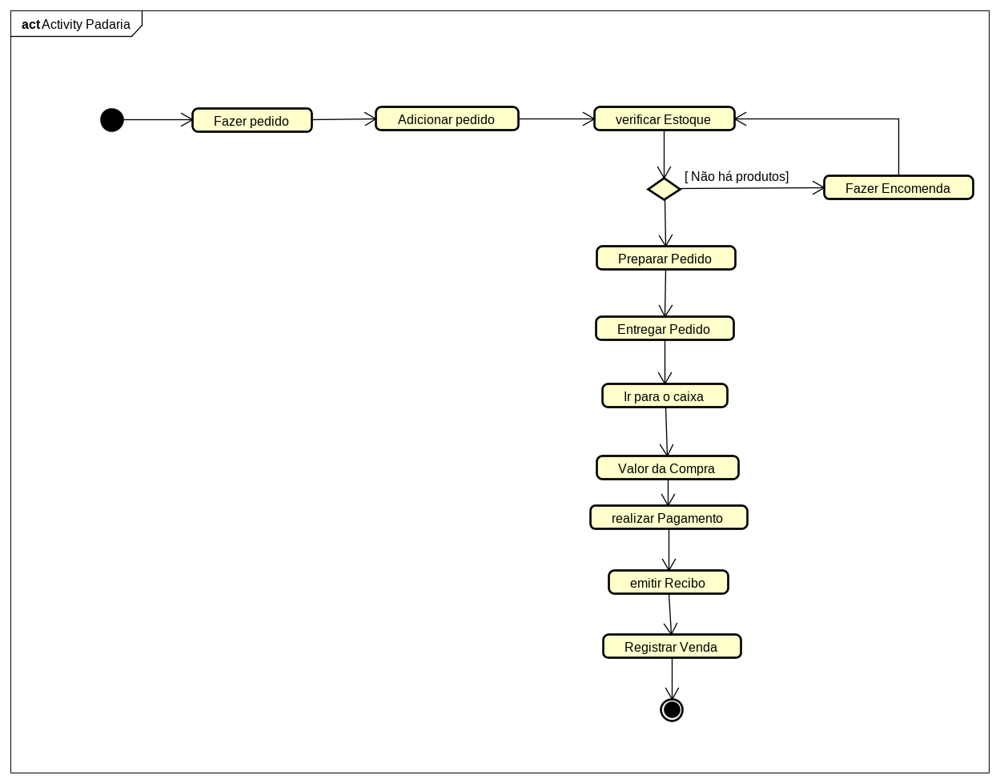 act Activity Padaria
Fazer pedido
Adicionar pedido
verificar Estoque
[ Não há produtos]
Fazer Encomenda
Preparar Pedido
Entregar Pedido
Ir para o caixa
Valor da Compra
realizar Pagamento
emitir Recibo
Registrar Venda